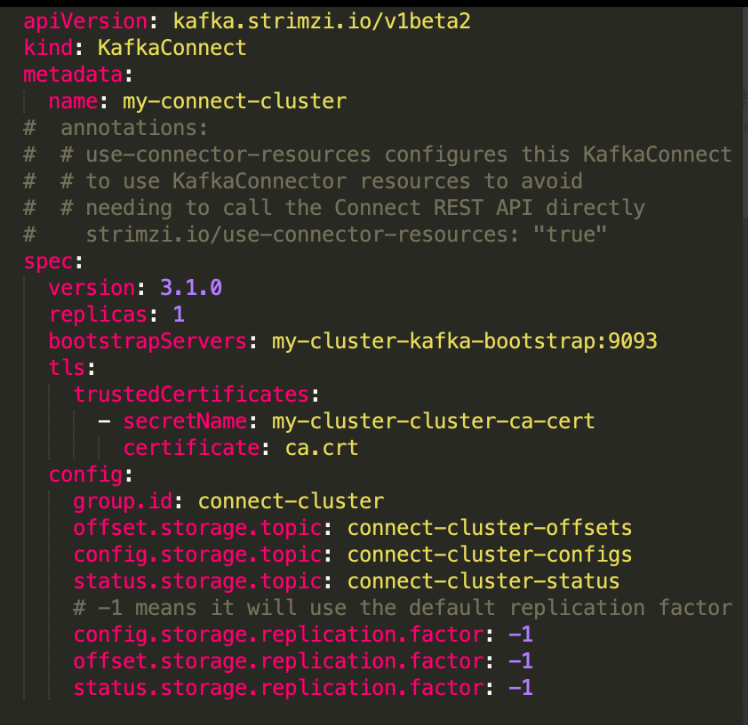 apiVersion: kafka.strimzi.io/v1beta2
kind: KafkaConnect
metadata:
  name: my-connect-cluster
#  annotations:
#  # use-connector-resources configures this KafkaConnect
#  # to use KafkaConnector resources to avoid
#  # needing to call the Connect REST API directly
#    strimzi.io/use-connector-resources: "true"
spec:
  version: 3.1.0
  replicas: 1
  bootstrapServers: my-cluster-kafka-bootstrap:9093
  tls:
    trustedCertificates:
      - secretName: my-cluster-cluster-ca-cert
        certificate: ca.crt
  config:
    group.id: connect-cluster
    offset.storage.topic: connect-cluster-offsets
    config.storage.topic: connect-cluster-configs
    status.storage.topic: connect-cluster-status
    # -1 means it will use the default replication factor
    config.storage.replication.factor: -1
    offset.storage.replication.factor: -1
    status.storage.replication.factor: -1